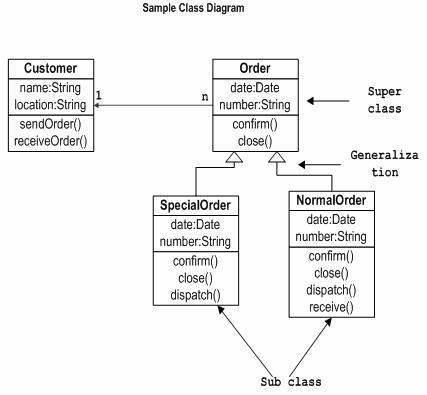 Sample Class Diagram
Customer
name:String
location:String
sendOrder()
receiveOrder()
1
n
Order
date:Date
number:String
confirm()
close()
Super
class
Generaliza
tion
SpecialOrder
date:Date
number:String
confirm()
close()
dispatch()
NormalOrder
date:Date
number:String
confirm()
close()
dispatch()
receive()
Sub class